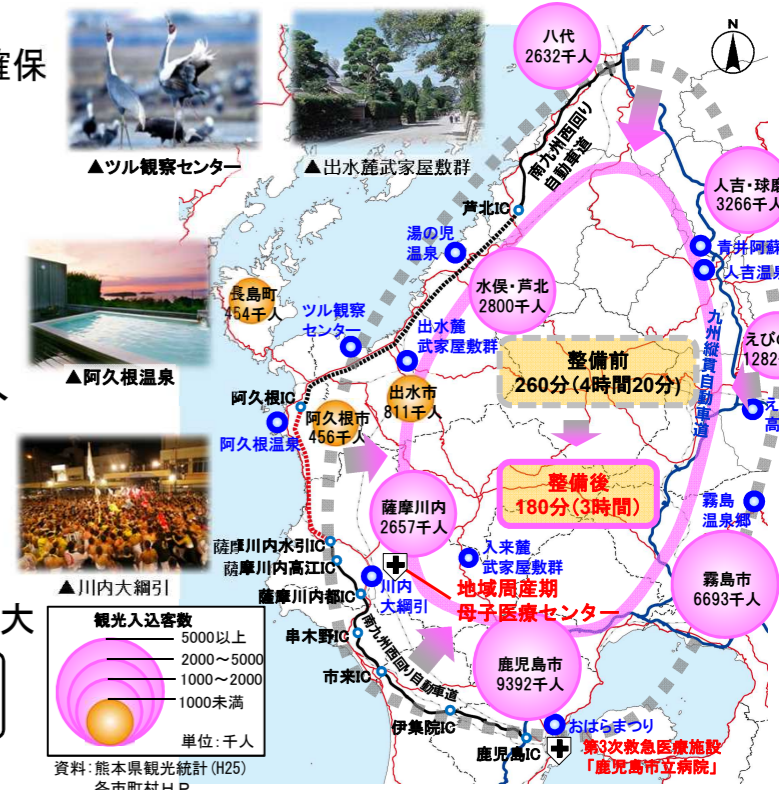 確保
▲ツル観察センター
▲出水麓武家屋敷群
▲阿久根温泉
▲川内大綱引
大
観光入込客数
5000以上
2000～5000
1000～2000
1000未満
単位：千人
資料：熊本県観光統計(H25)
各市町村ＨＰ
N
八代
2632千人
南九州西回り
自動車道
芦北IC
湯の児
温泉
人吉・球磨
3266千人
青井阿蘇
人吉温泉
水俣・芦北
2800千人
長島町
454千人
ツル観察
センター
出水麓
武家屋敷群
九州縦貫自動車道
えびの
1282
整備前
260分(4時間20分)
阿久根IC
阿久根市
456千人
出水市
811千人
阿久根温泉
え
高
整備後
180分(3時間)
薩摩川内
2657千人
霧島
温泉郷
薩摩川内水引IC
薩摩川内高江IC
薩摩川内都IC
川内
大綱引
入来麓
武家屋敷群
地域周産期
母子医療センター
霧島市
6693千人
串木野IC
市来IC
南九州西回り自動車道
伊集院IC
鹿児島市
9392千人
鹿児島IC
おはらまつり
第3次救急医療施設
「鹿児島市立病院」